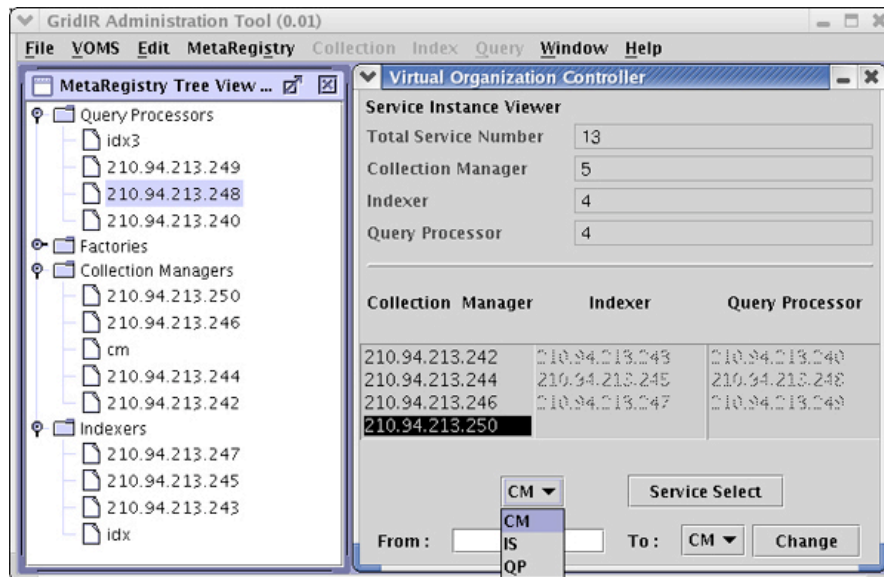 GridIR Administration Tool (0.01)
File VOMS Edit MetaRegistry Collection Index Query Window Help
MetaRegistry Tree View ...
Query Processors
idx3
210.94.213.249
210.94.213.248
210.94.213.240
Factories
Collection Managers
210.94.213.250
210.94.213.246
cm
210.94.213.244
210.94.213.242
Indexers
210.94.213.247
210.94.213.245
210.94.213.243
idx
Virtual Organization Controller
Service Instance Viewer
Total Service Number 13
Collection Manager 5
Indexer 4
Query Processor 4
Collection Manager Indexer Query Processor
210.94.213.242 210.94.213.243 210.94.213.240
210.94.213.244 210.94.213.245 210.94.213.248
210.94.213.246 210.94.213.247 210.94.213.249
210.94.213.250
CM Service Select
CM
IS
QP
From : To : CM Change